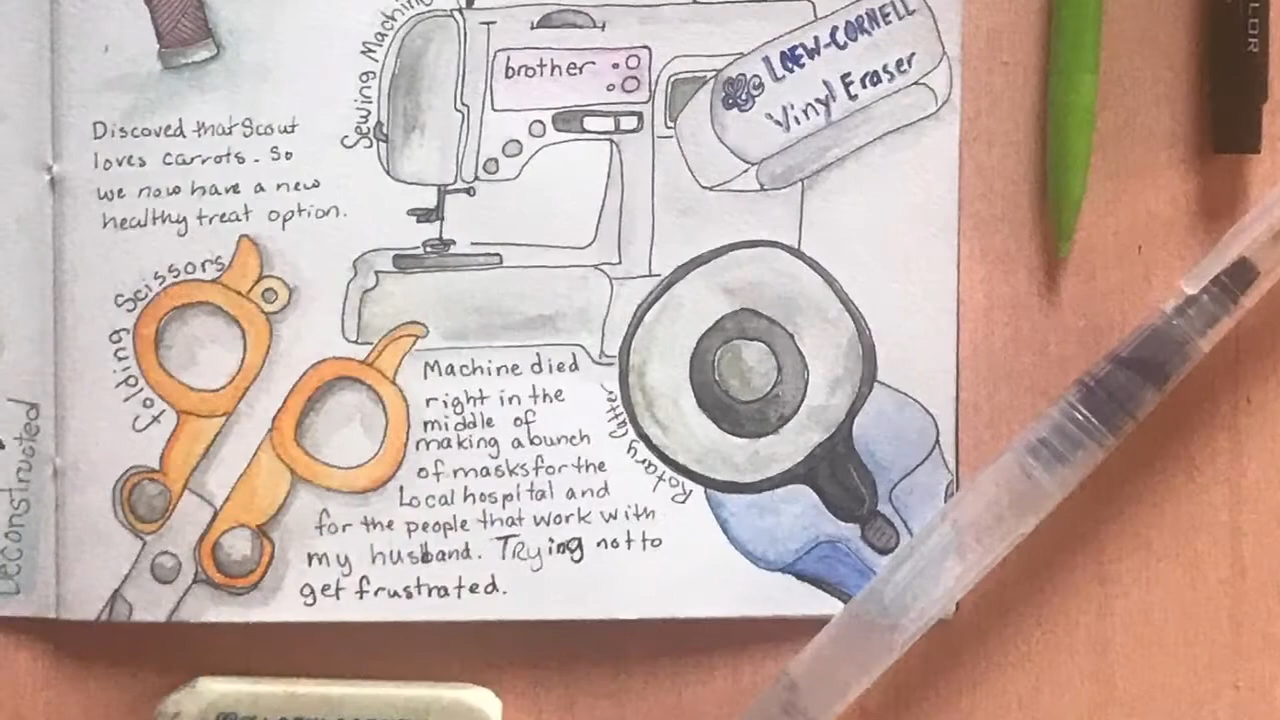 Sewing Machine
brother
LOEW-CORNELL
Vinyl Eraser
Discoved that Scout
loves carrots. So
we now have a new
healthy treat option.
folding Scissors
Machine died
right in the
middle of
making a bunch
of masks for the
Local hospital and
for the people that work with
my husband. Trying not to
get frustrated.
Rotary Cutter
Deconstructed
LOR